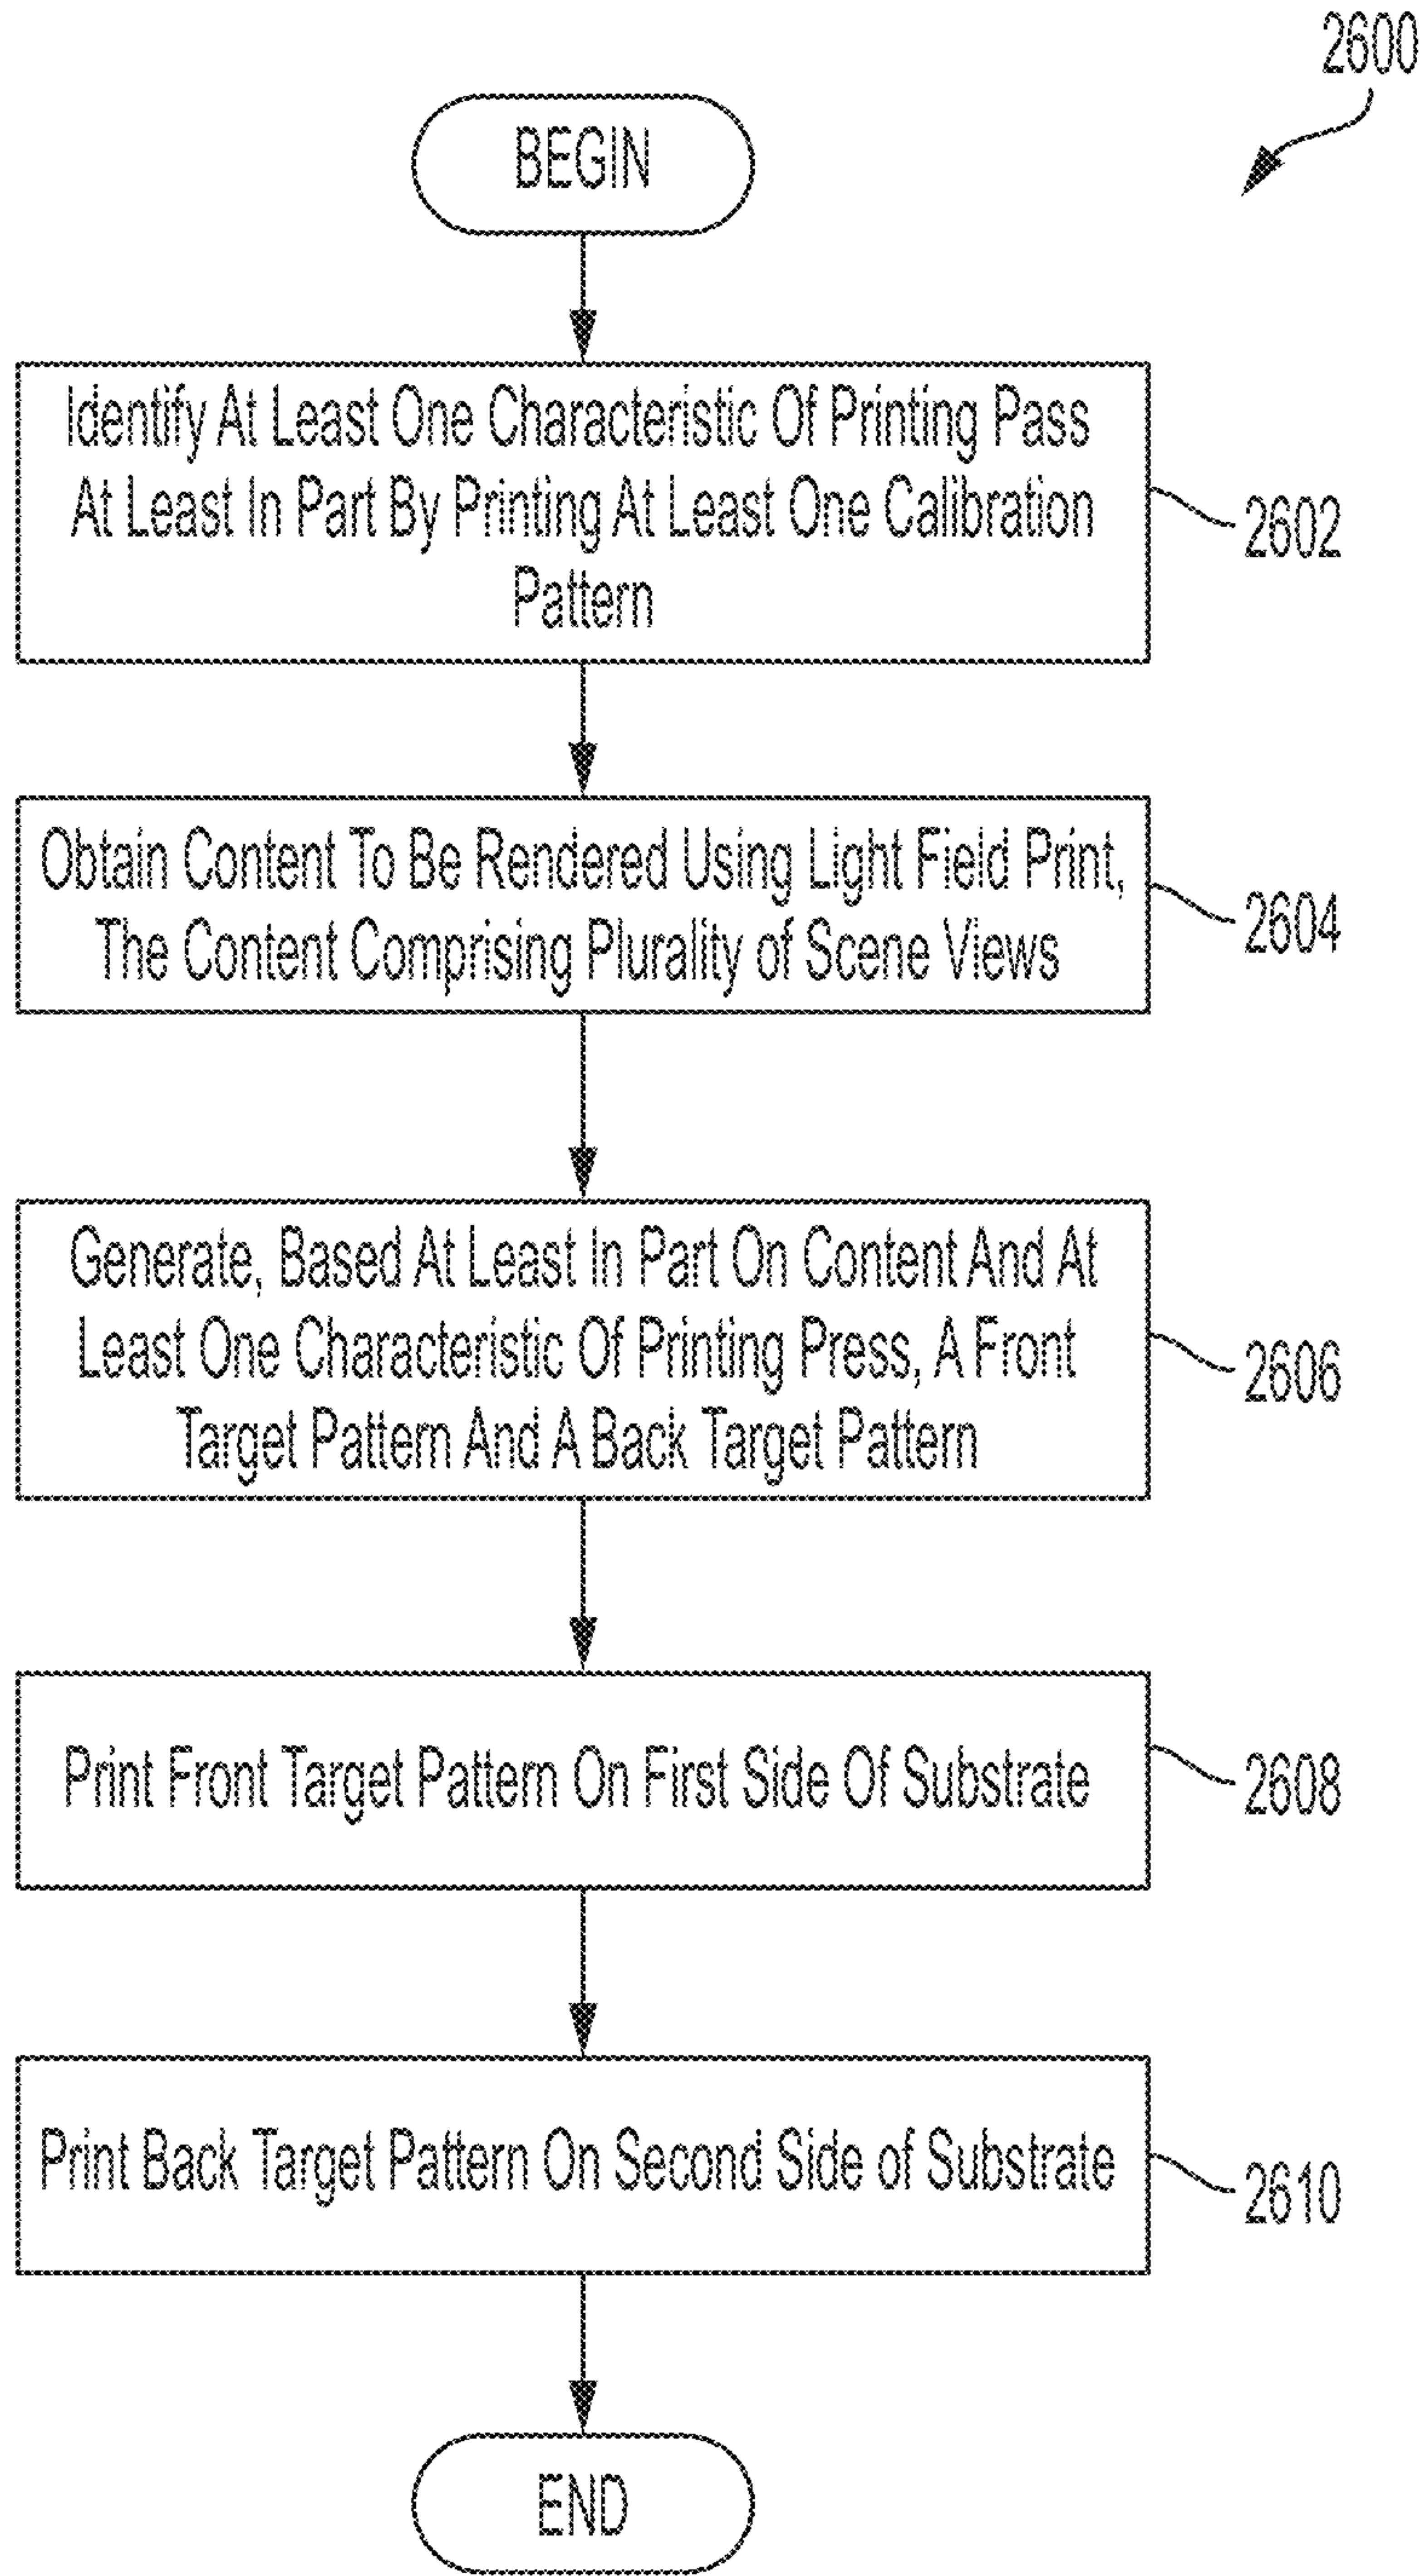 2600
BEGIN
Identify At Least One Characteristic Of Printing Pass
At Least In Part By Printing At Least One Calibration
Pattern
2602
Obtain Content To Be Rendered Using Light Field Print,
The Content Comprising Plurality of Scene Views
2604
Generate, Based At Least In Part On Content And At
Least One Characteristic Of Printing Press, A Front
Target Pattern And A Back Target Pattern
2606
Print Front Target Pattern On First Side Of Substrate
2608
Print Back Target Pattern On Second Side of Substrate
2610
END